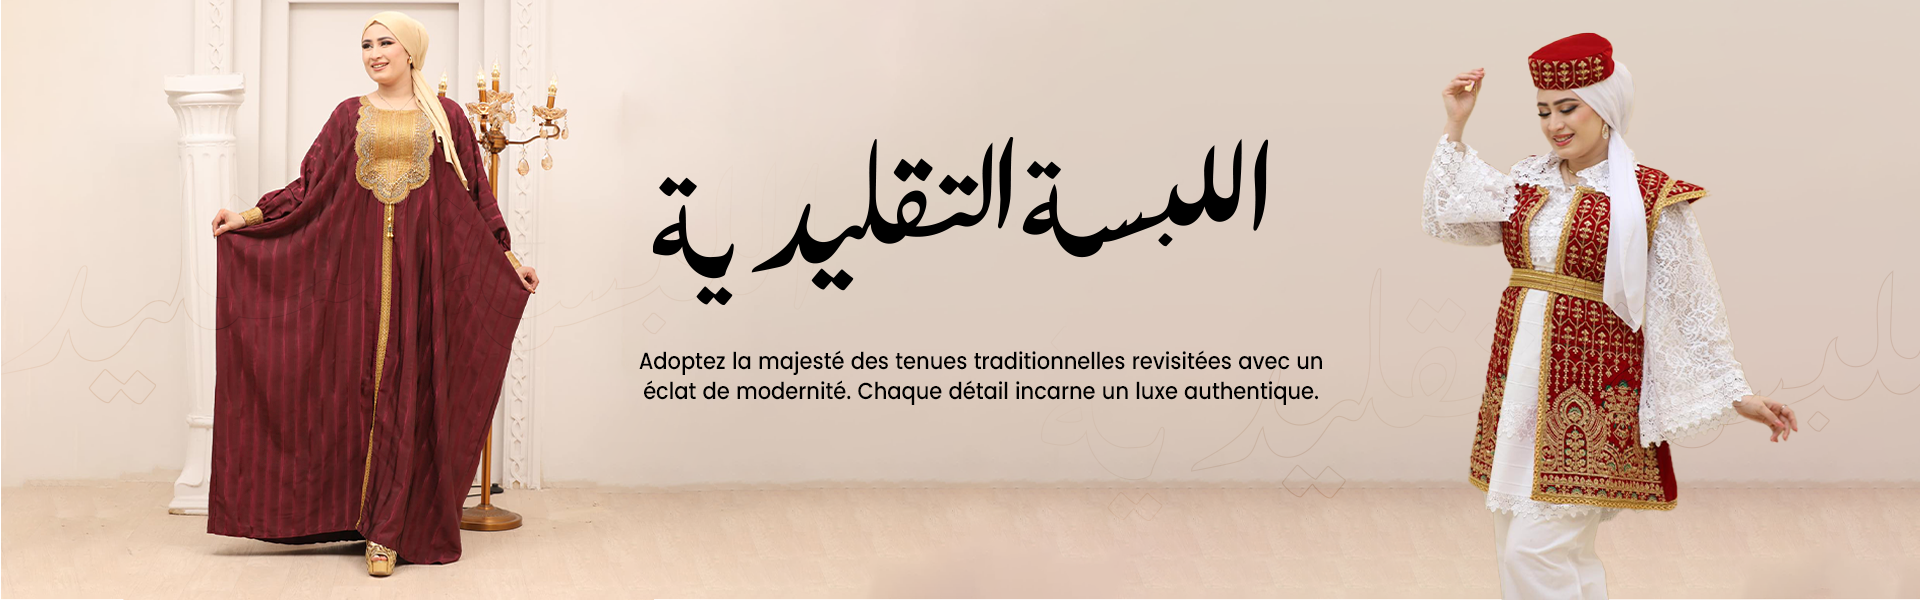 اللبسة التقليدية
Adoptez la majesté des tenues traditionnelles revisitées avec un
éclat de modernité. Chaque détail incarne un luxe authentique.